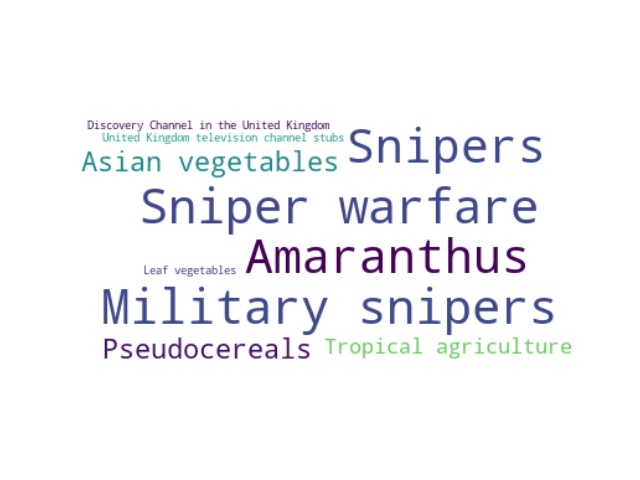 Discovery Channel in the United Kingdom
United Kingdom television channel stubs
Asian vegetables
Snipers
Sniper warfare
Leaf vegetables
Amaranthus
Military snipers
Pseudocereals
Tropical agriculture